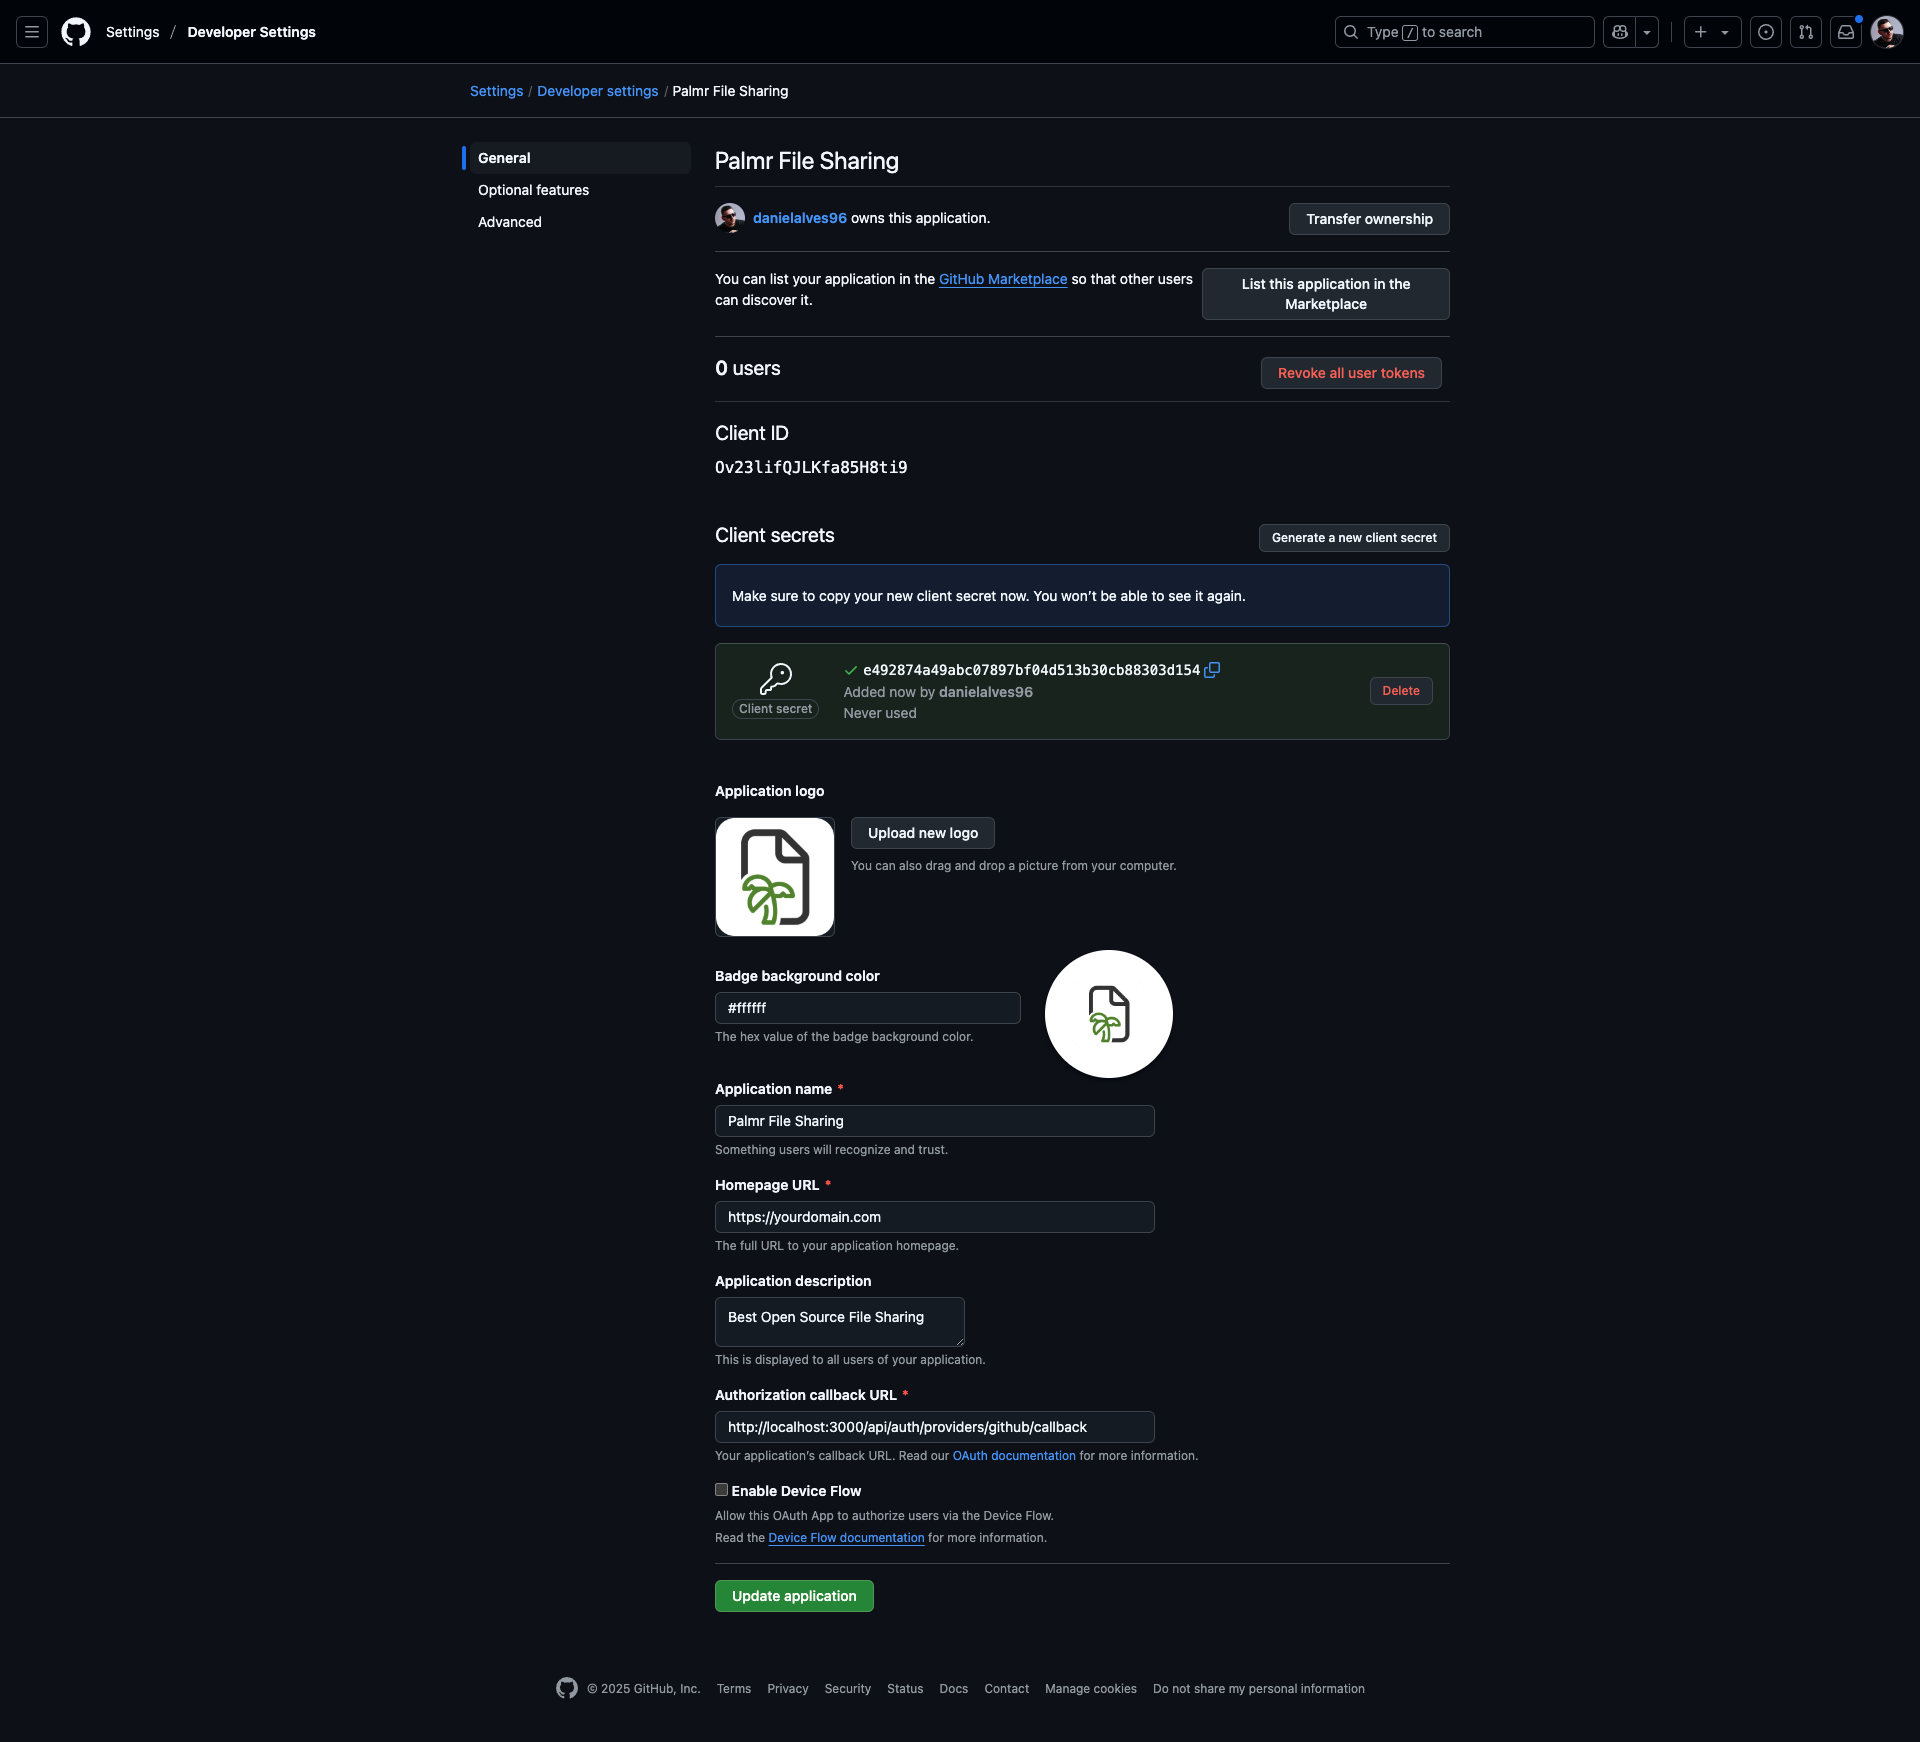 Settings / Developer Settings
Type / to search
Settings / Developer settings / Palmr File Sharing
General
Optional features
Advanced
Palmr File Sharing
danielalves96 owns this application.
Transfer ownership
You can list your application in the GitHub Marketplace so that other users
can discover it.
List this application in the
Marketplace
0 users
Revoke all user tokens
Client ID
Ov23lifQJLKfa85H8ti9
Client secrets
Generate a new client secret
Make sure to copy your new client secret now. You won’t be able to see it again.
Client secret
e492874a49abc07897bf04d513b30cb88303d154
Added now by danielalves96
Never used
Delete
Application logo
Upload new logo
You can also drag and drop a picture from your computer.
Badge background color
#ffffff
The hex value of the badge background color.
Application name *
Palmr File Sharing
Something users will recognize and trust.
Homepage URL *
https://yourdomain.com
The full URL to your application homepage.
Application description
Best Open Source File Sharing
This is displayed to all users of your application.
Authorization callback URL *
http://localhost:3000/api/auth/providers/github/callback
Your application’s callback URL. Read our OAuth documentation for more information.
Enable Device Flow
Allow this OAuth App to authorize users via the Device Flow.
Read the Device Flow documentation for more information.
Update application
© 2025 GitHub, Inc. Terms Privacy Security Status Docs Contact Manage cookies Do not share my personal information